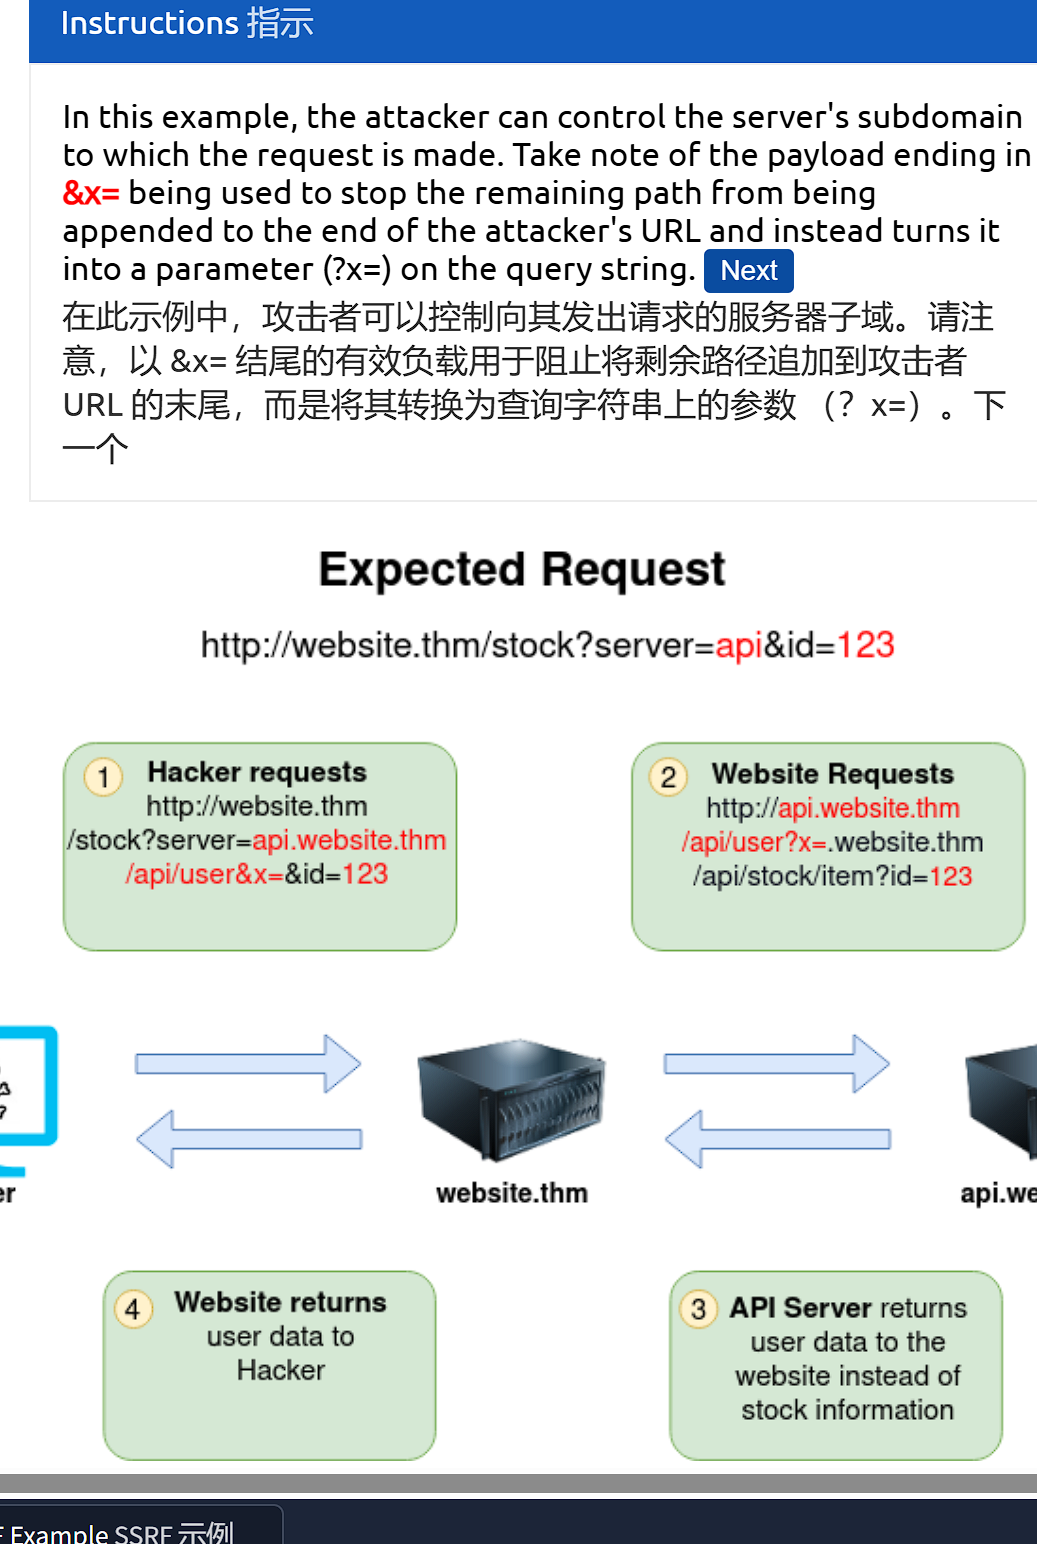 Instructions 指示
In this example, the attacker can control the server's subdomain
to which the request is made. Take note of the payload ending in
&x= being used to stop the remaining path from being
appended to the end of the attacker's URL and instead turns it
into a parameter (?x=) on the query string. Next
在此示例中，攻击者可以控制向其发出请求的服务器子域。请注
意，以 &x= 结尾的有效负载用于阻止将剩余路径追加到攻击者
URL 的末尾，而是将其转换为查询字符串上的参数 （？x=）。下
一个
Expected Request
http://website.thm/stock?server=api&id=123
1 Hacker requests
http://website.thm
/stock?server=api.website.thm
/api/user&x=&id=123
2 Website Requests
http://api.website.thm
/api/user?x=.website.thm
/api/stock/item?id=123
er
website.thm
api.we
4 Website returns
user data to
Hacker
3 API Server returns
user data to the
website instead of
stock information
Example SSRF 示例